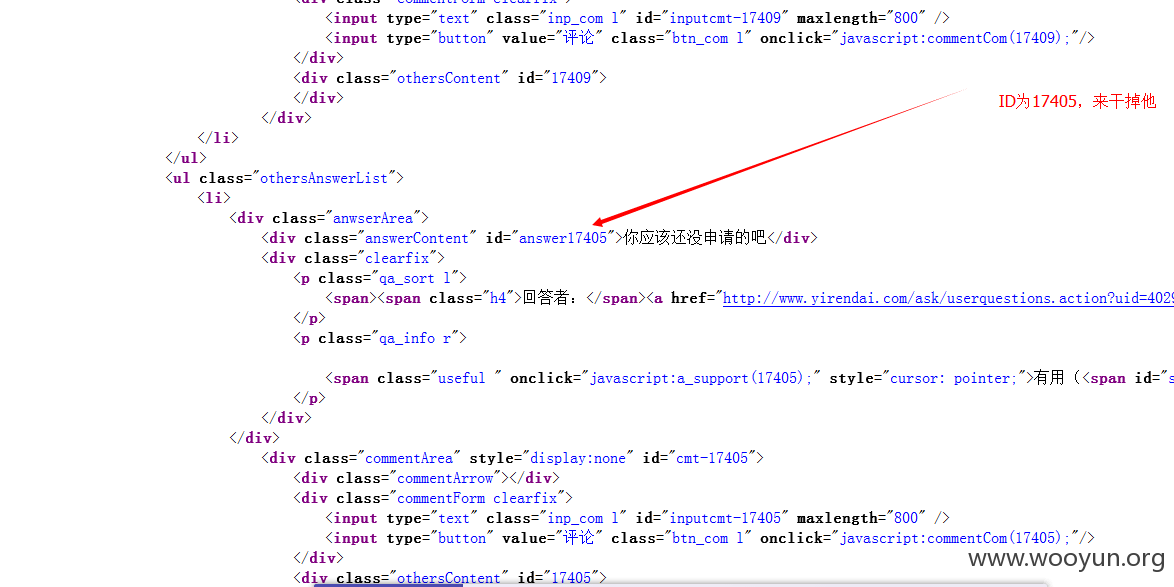 <div class="commentForm clearfix">
<input type="text" class="inp_com l" id="inputcmt-17409" maxlength="800" />
<input type="button" value="评论" class="btn_com l" onclick="javascript:commentCom(17409);"/>
</div>
<div class="othersContent" id="17409">
</div>
ID为17405，来干掉他
</div>
</li>
</ul>
<ul class="othersAnswerList">
<li>
<div class="anwserArea">
<div class="answerContent" id="answer17405">你应该还没申请的吧</div>
<div class="clearfix">
<p class="qa_sort l">
<span><span class="h4">回答者：</span><a href="http://www.yirendai.com/ask/userquestions.action?uid=4029
</p>
<p class="qa_info r">
<span class="useful " onclick="javascript:a_support(17405);" style="cursor: pointer;">有用（<span id="s
</p>
</div>
</div>
<div class="commentArea" style="display:none" id="cmt-17405">
<div class="commentArrow"></div>
<div class="commentForm clearfix">
<input type="text" class="inp_com l" id="inputcmt-17405" maxlength="800" />
<input type="button" value="评论" class="btn_com l" onclick="javascript:commentCom(17405);"/>
</div>
<div class="othersContent" id="17405">
www.wooyun.org